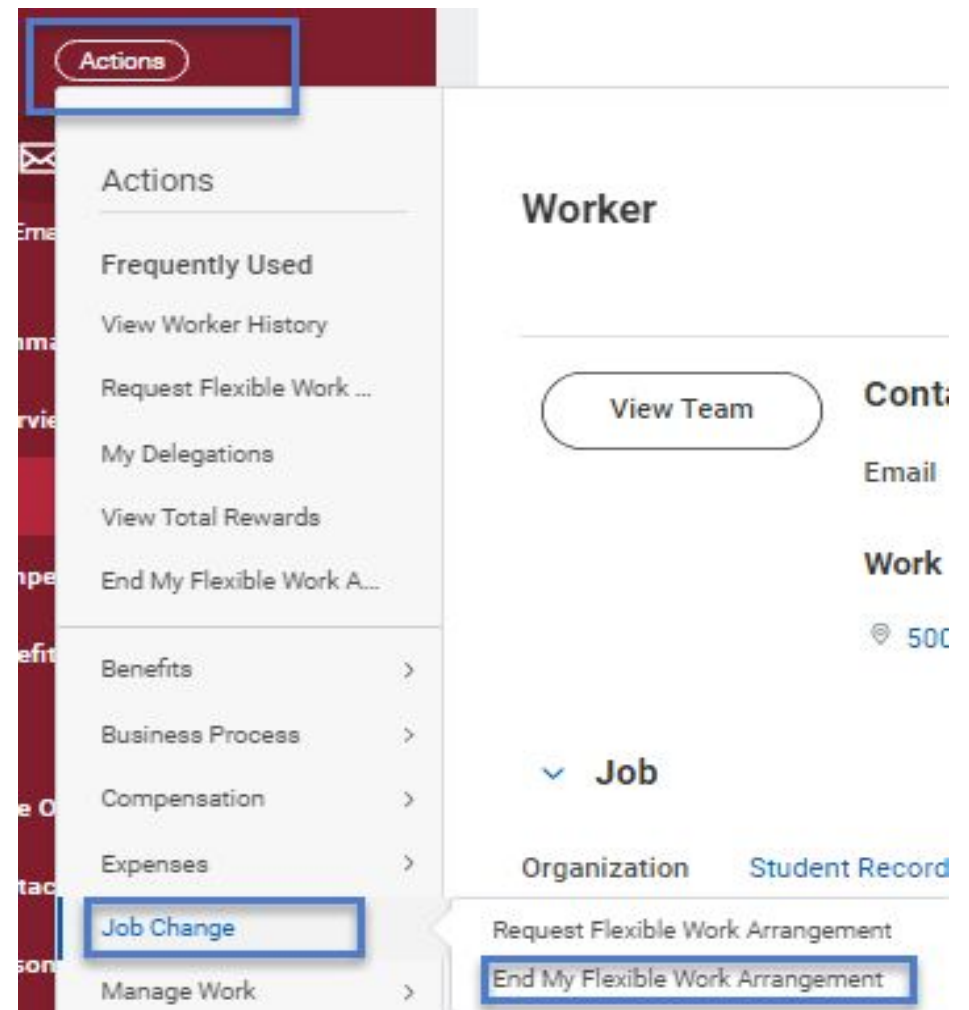 Actions
Actions
Frequently Used
View Worker History
Request Flexible Work ...
My Delegations
View Total Rewards
End My Flexible Work A...
Benefits
Business Process
Compensation
Expenses
Job Change
Manage Work
Worker
View Team
Email
Work
500
Job
Organization Student Record
Request Flexible Work Arrangement
End My Flexible Work Arrangement